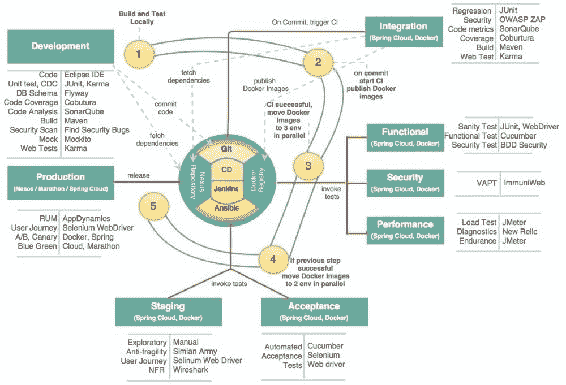 Build and Test
Locally
1
Development
Code Eclipse IDE
Unit test, CDC JUnit, Karma
DB Schema Flyway
Code Coverage Cobutura
Code Analysis SonarQube
Build Maven
Security Scan Find Security Bugs
Mock Mockito
Web Tests Karma
On Commit, trigger CI
fetch
dependencies
commit
code
fetch
dependencies
2
publish
Docker Images
on commit
start CI
publish Docker
images
Integration
(Spring Cloud, Docker)
Regression JUnit
Security OWASP ZAP
Code metrics SonarQube
Coverage Coburtura
Build Maven
Web Test Karma
CI successful,
move Docker
Images to
3 env
in parallel
3
Git
CD
Jenkins
Ansible
Nexus
Repository
Docker
Registry
invoke
tests
Functional
(Spring Cloud, Docker)
Sanity Test JUnit, WebDriver
Functional Test Cucumber
Security Test BDD Security
Security
(Spring Cloud, Docker)
VAPT ImmuniWeb
Performance
(Spring Cloud, Docker)
Load Test JMeter
Diagnostics New Relic
Endurance JMeter
Production
(Mesos / Marathon / Spring Cloud)
release
RUM AppDynamics
User Journey Selenium WebDriver
A/B, Canary Docker, Spring
Blue Green Cloud, Marathon
5
4
If previous step
successful
move Docker Images
to 2 env in parallel
invoke tests
Staging
(Spring Cloud, Docker)
Exploratory Manual
Anti-fragility Simian Army
User Journey Selinum Web Driver
NFR Wireshark
Acceptance
(Spring Cloud, Docker)
Automated Cucumber
Acceptance Selenium
Tests Web driver